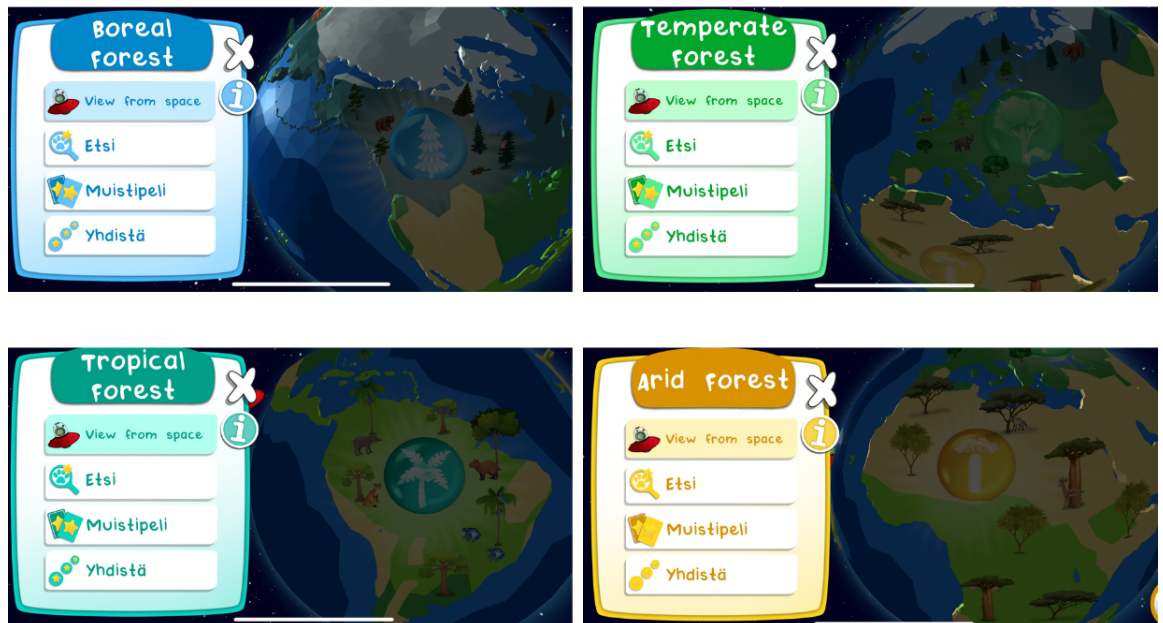 Boreal
Forest
View from space
i
Etsi
Muistipeli
Yhdistä
Temperate
Forest
View from space
i
Etsi
Muistipeli
Yhdistä
Tropical
Forest
View from space
i
Etsi
Muistipeli
Yhdistä
Arid Forest
View from space
i
Etsi
Muistipeli
Yhdistä